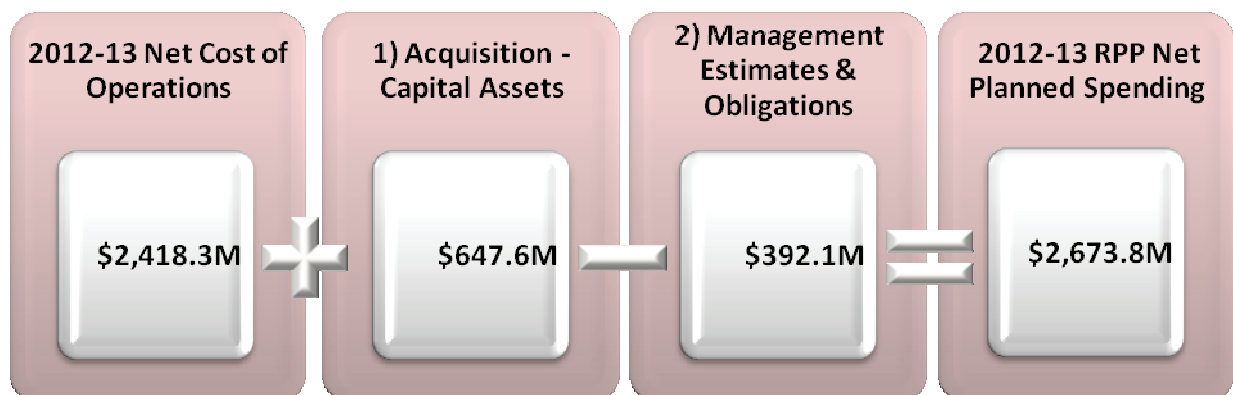 2012-13 Net Cost of
Operations
$2,418.3M
1) Acquisition -
Capital Assets
$647.6M
2) Management
Estimates &
Obligations
$392.1M
2012-13 RPP Net
Planned Spending
$2,673.8M